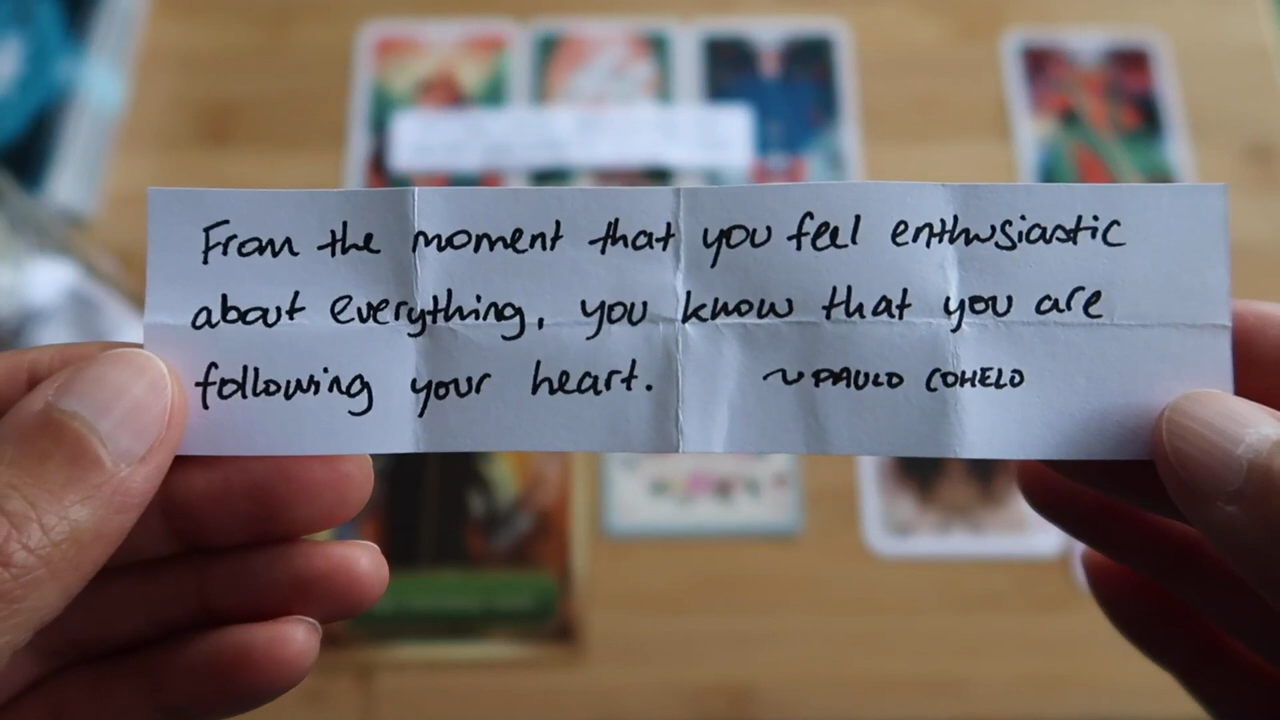 From the moment that you feel enthusiastic
about everything, you know that you are
following your heart. ~PAULO COHELO